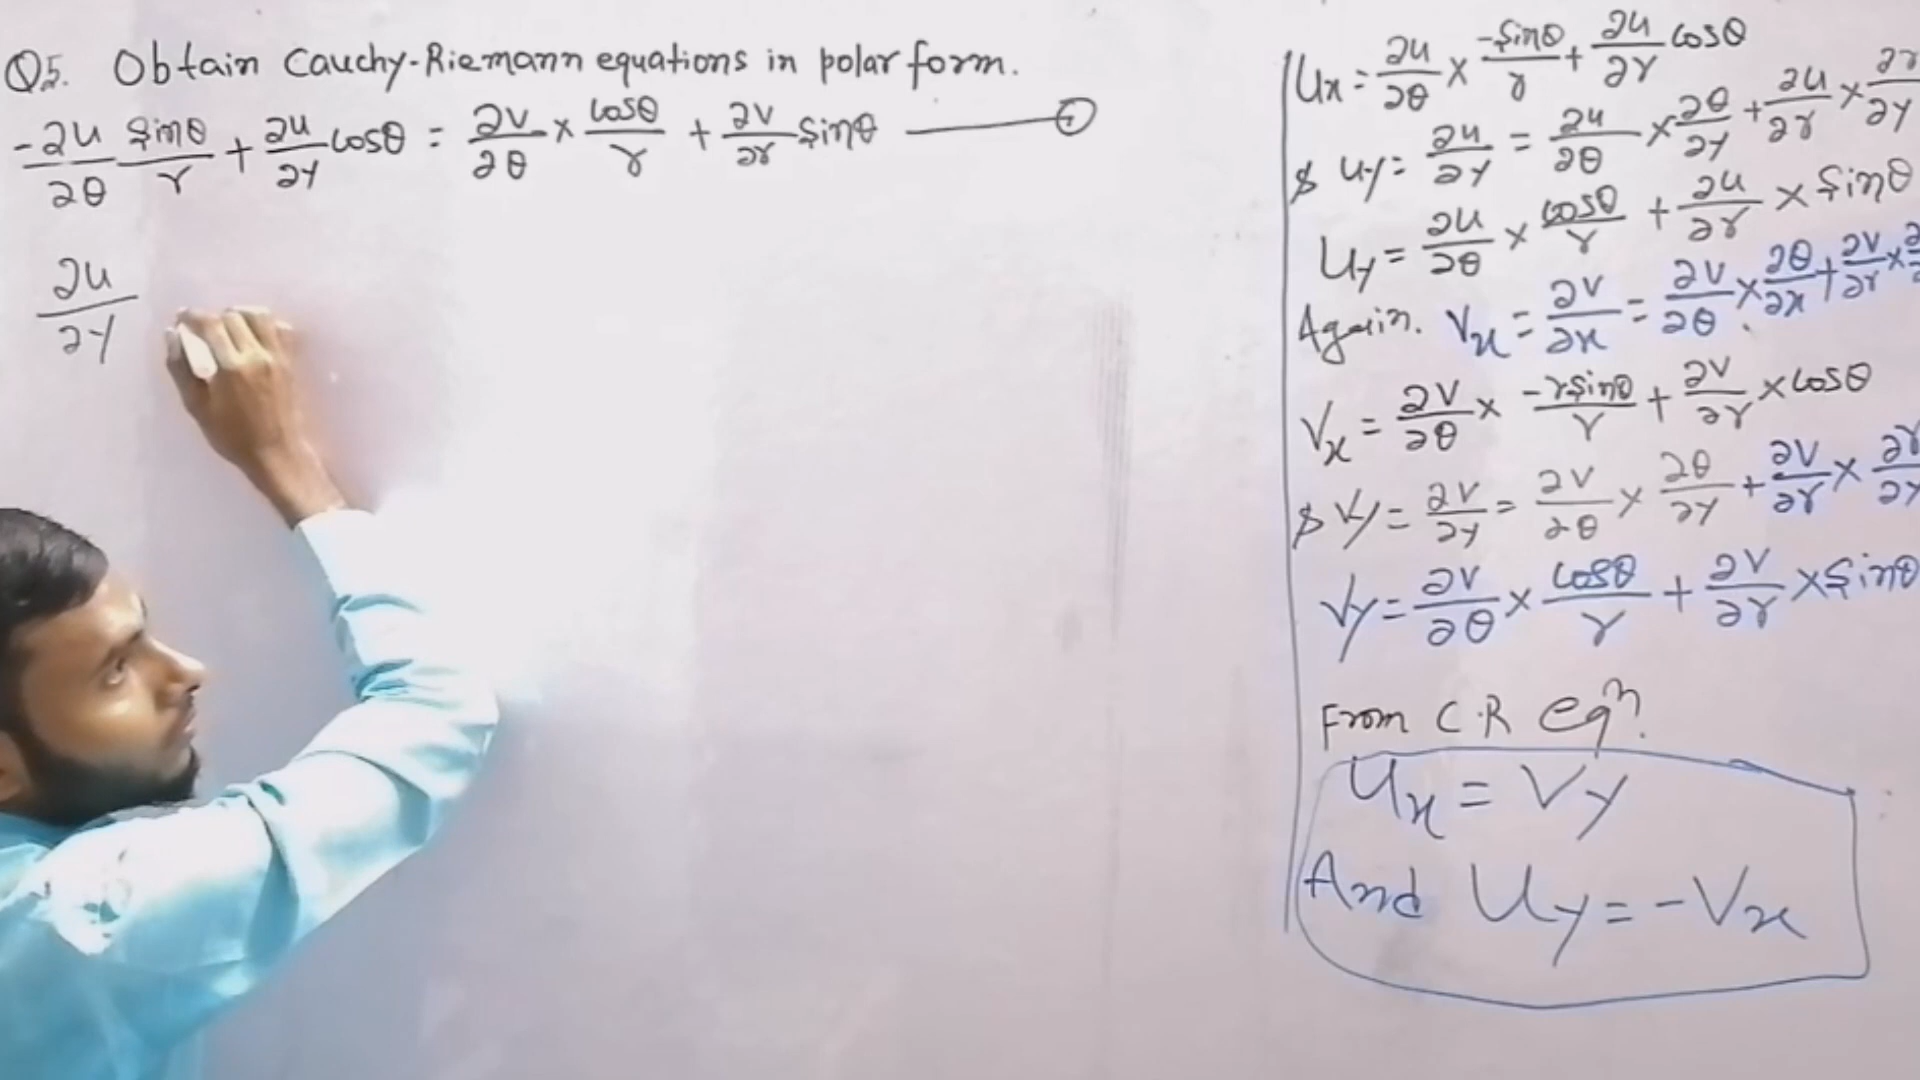 Q5. Obtain Cauchy-Riemann equations in polar form.
-∂u/∂θ sinθ/r + ∂u/∂y cosθ = ∂v/∂θ × cosθ/r + ∂v/∂r sinθ ——— ①
∂u/∂y
Ux = ∂u/∂θ × -sinθ/r + ∂u/∂r cosθ
& Uy = ∂u/∂y = ∂u/∂θ × ∂θ/∂y + ∂u/∂r × ∂r/∂y
Uy = ∂u/∂θ × cosθ/r + ∂u/∂r × sinθ
Again. Vx = ∂v/∂x = ∂v/∂θ × ∂θ/∂x + ∂v/∂r ×
Vx = ∂v/∂θ × -rsinθ/r + ∂v/∂r × cosθ
& Vy = ∂v/∂y = ∂v/∂θ × ∂θ/∂y + ∂v/∂r × ∂r/∂y
Vy = ∂v/∂θ × cosθ/r + ∂v/∂r × sinθ
From C.R eqn.
Ux = Vy
And Uy = -Vx